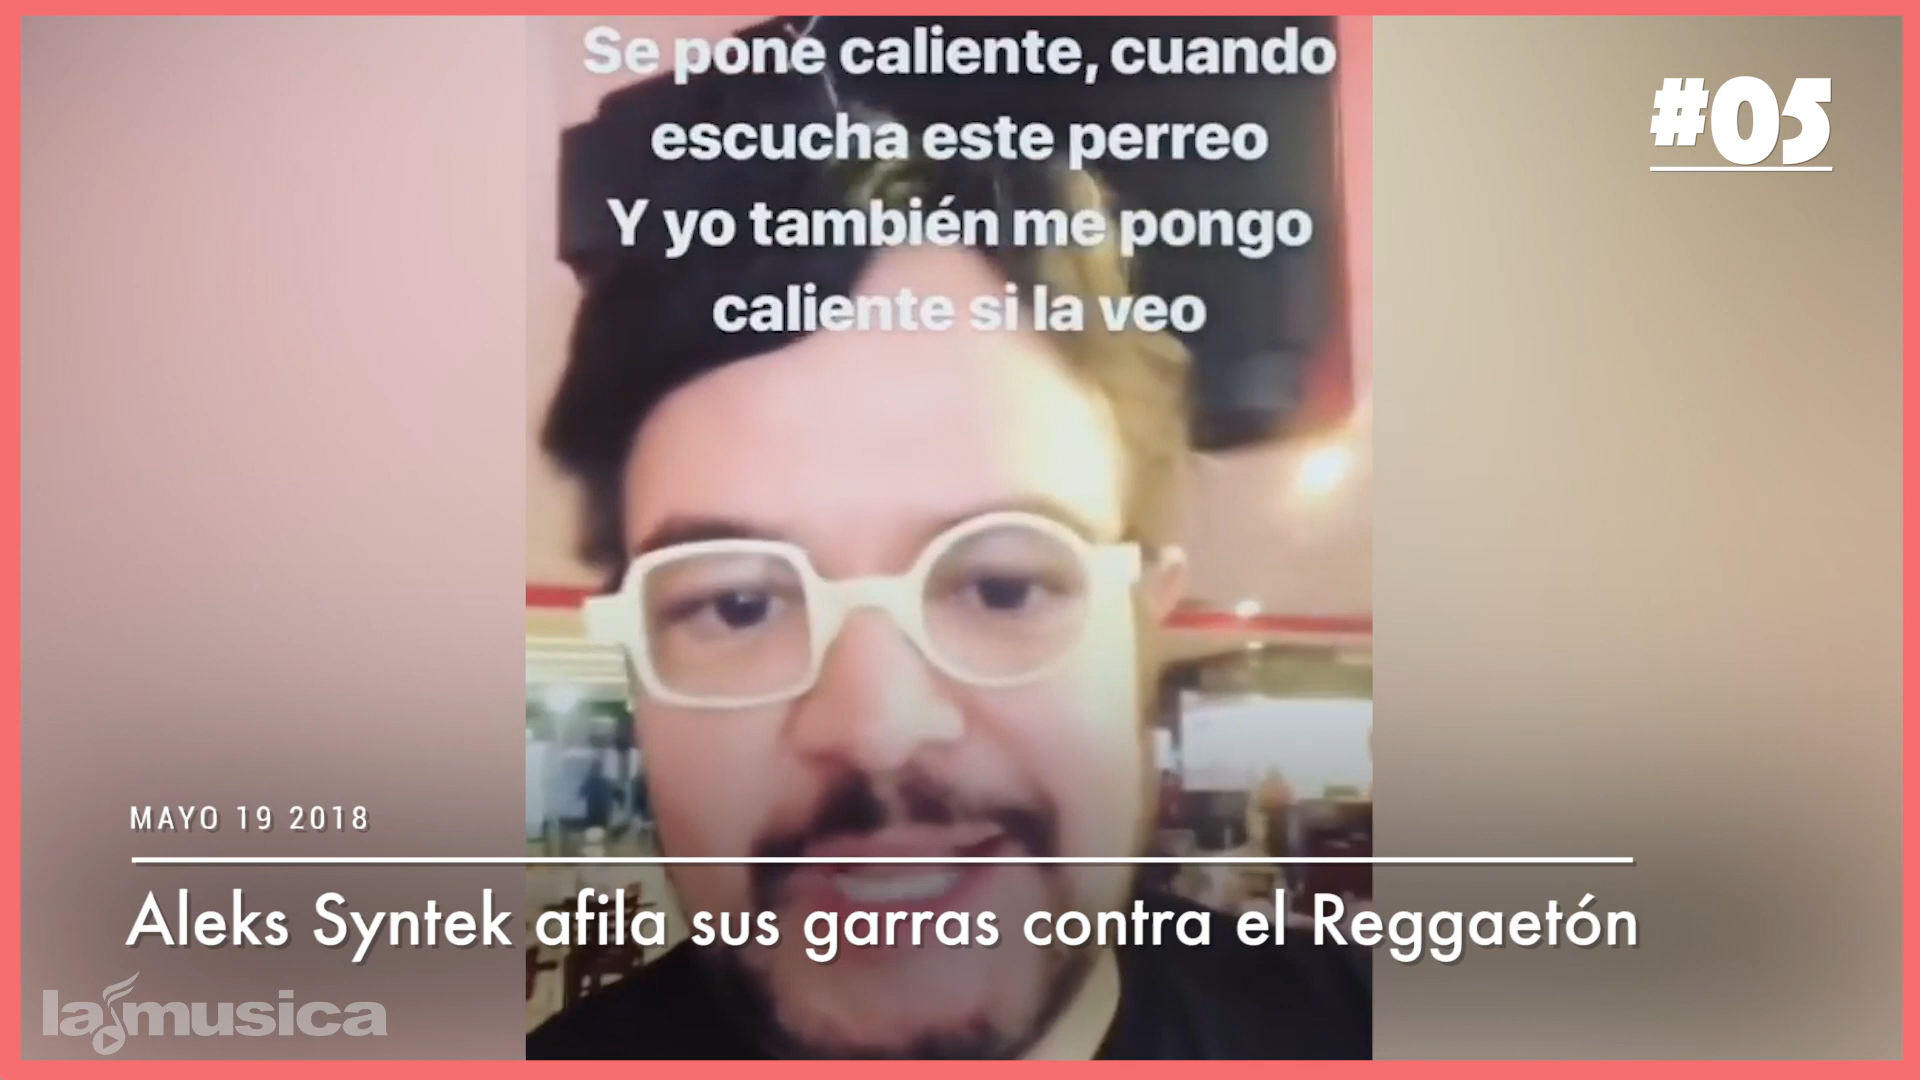 Se pone caliente, cuando
escucha este perreo
Y yo también me pongo
caliente si la veo
#05
MAYO 19 2018
Aleks Syntek afila sus garras contra el Reggaetón
lamusica